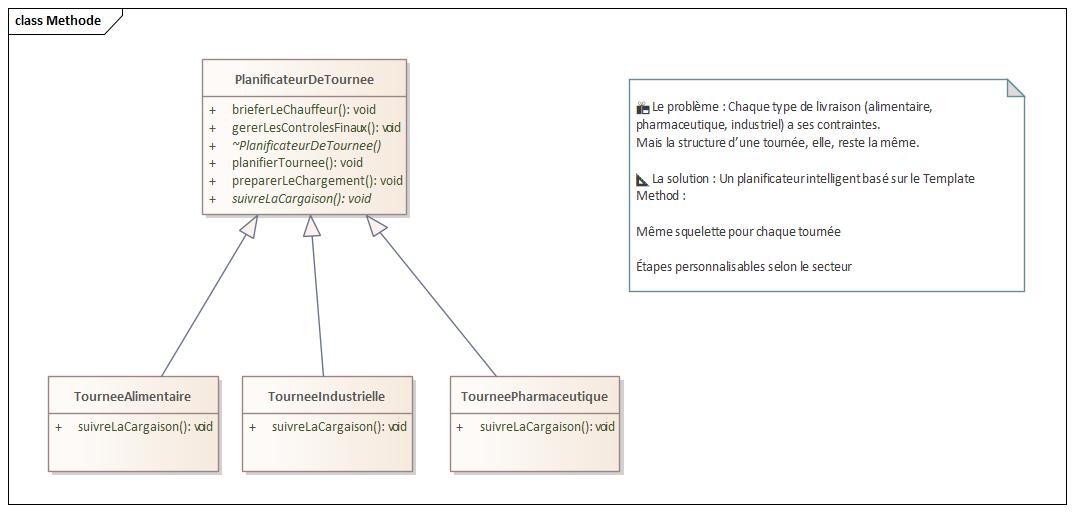 class Methode
PlanificateurDeTournee
+ brieferLeChauffeur(): void
+ gererLesControlesFinaux(): void
+ ~PlanificateurDeTournee()
+ planifierTournee(): void
+ preparerLeChargement(): void
+ suivreLaCargaison(): void
Le problème : Chaque type de livraison (alimentaire,
pharmaceutique, industriel) a ses contraintes.
Mais la structure d’une tournée, elle, reste la même.
La solution : Un planificateur intelligent basé sur le Template
Method :
Même squelette pour chaque tournée
Étapes personnalisables selon le secteur
TourneeAlimentaire
+ suivreLaCargaison(): void
TourneeIndustrielle
+ suivreLaCargaison(): void
TourneePharmaceutique
+ suivreLaCargaison(): void